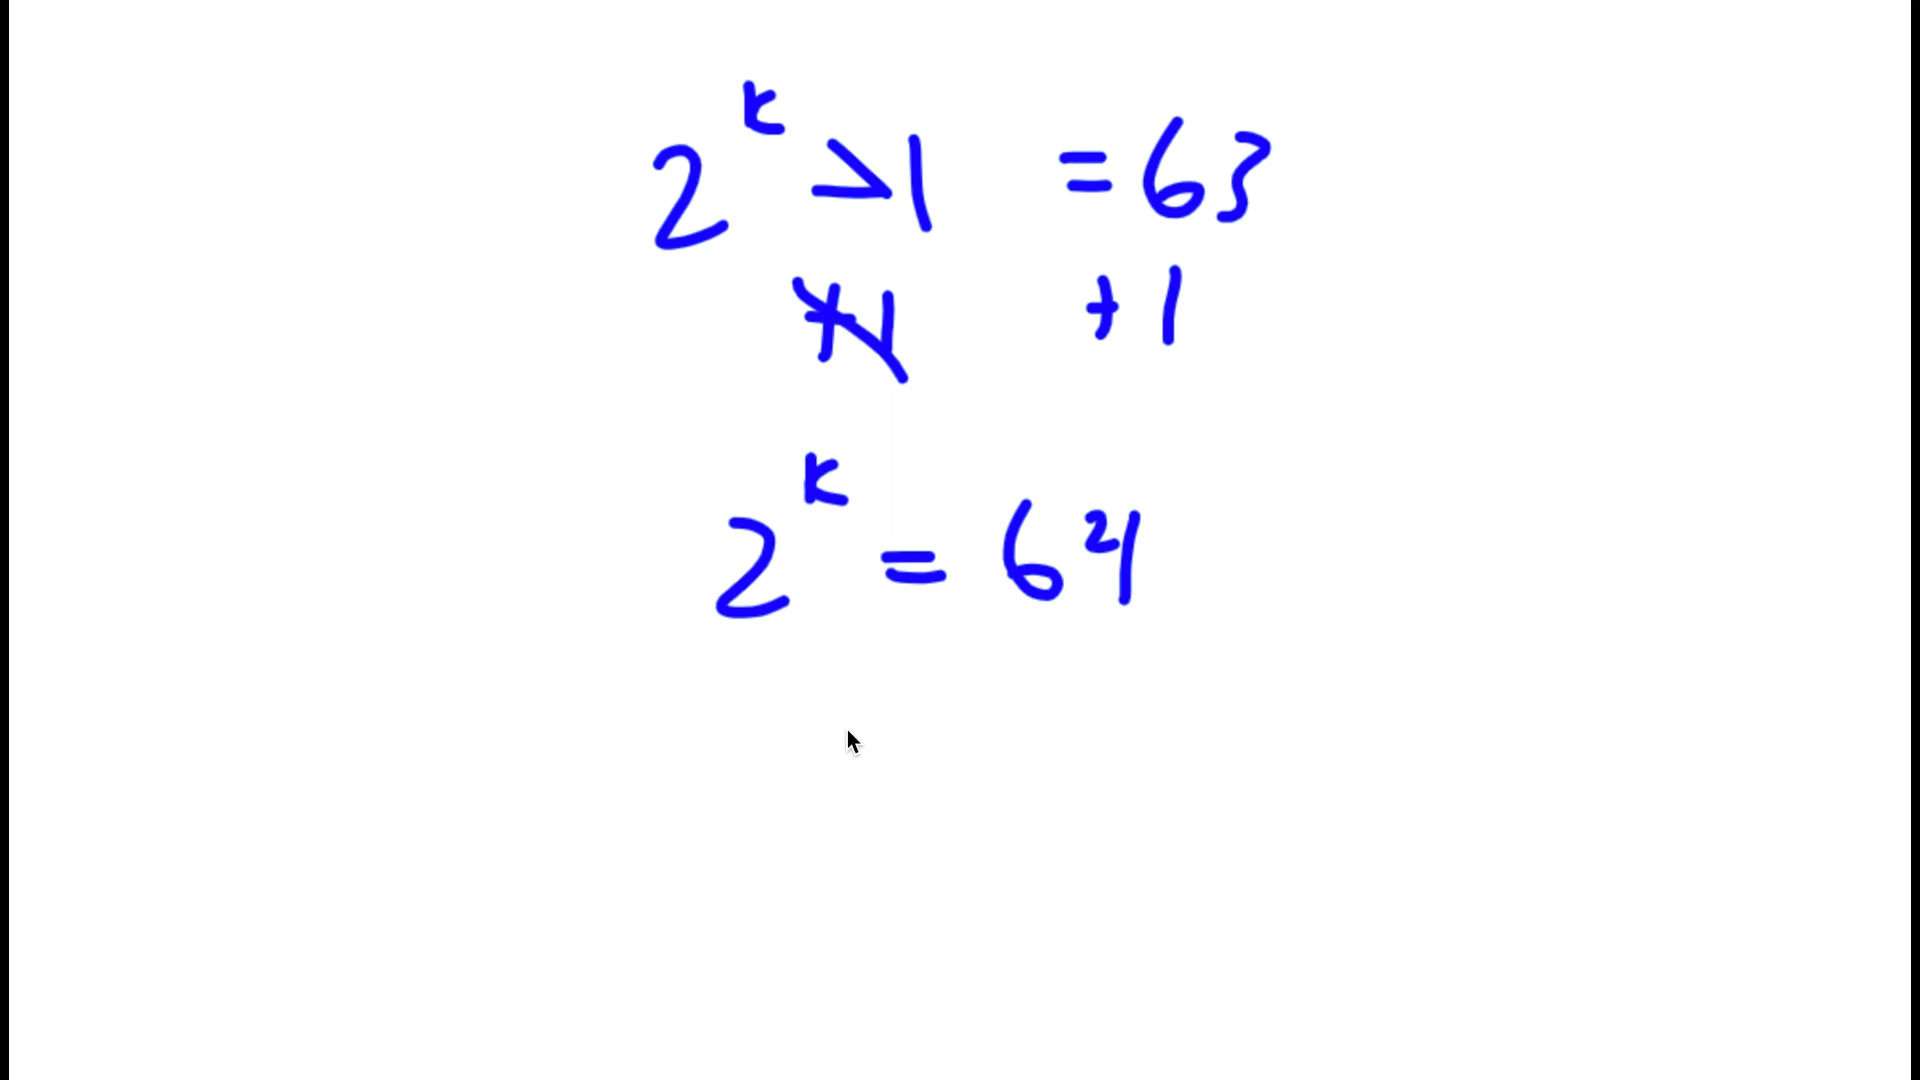 2^k - 1 = 63
+1 +1
2^k = 64